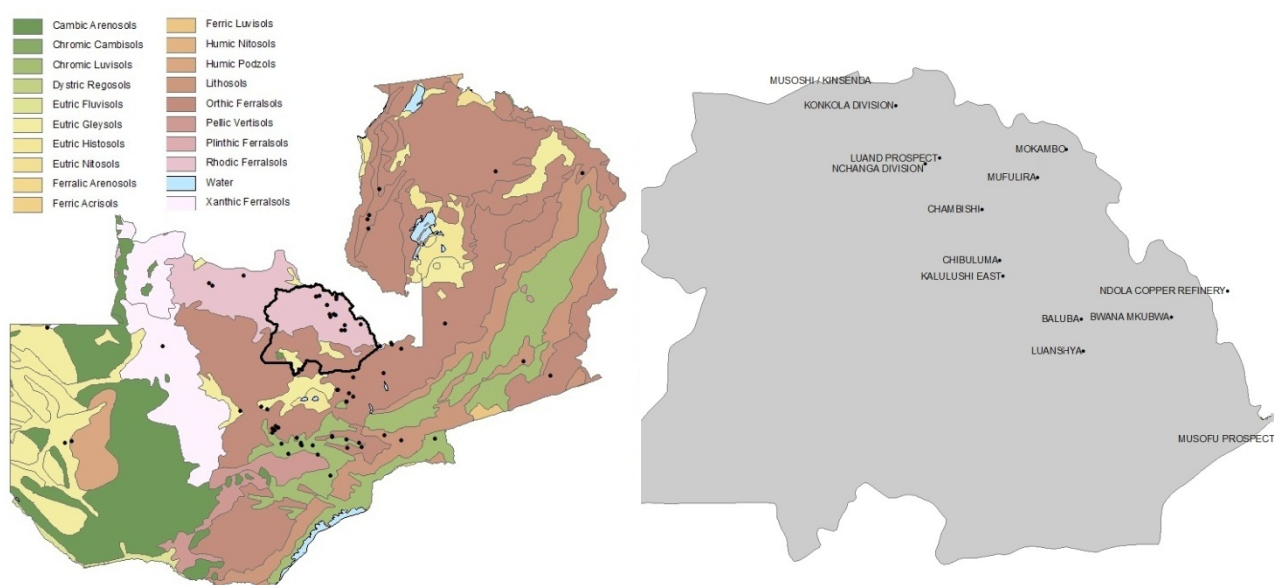 Cambic Arenosols
Chromic Cambisols
Chromic Luvisols
Dystric Regosols
Eutric Fluvisols
Eutric Gleysols
Eutric Histosols
Eutric Nitosols
Ferralic Arenosols
Ferric Acrisols
Ferric Luvisols
Humic Nitosols
Humic Podzols
Lithosols
Orthic Ferralsols
Pellic Vertisols
Plinthic Ferralsols
Rhodic Ferralsols
Water
Xanthic Ferralsols
MUSOSHI / KINSENDA
KONKOLA DIVISION
MOKAMBO
LUAND PROSPECT
NCHANGA DIVISION
MUFULIRA
CHAMBISHI
CHIBULUMA
KALULUSHI EAST
NDOLA COPPER REFINERY
BALUBA
BWANA MKUBWA
LUANSHYA
MUSOFU PROSPECT